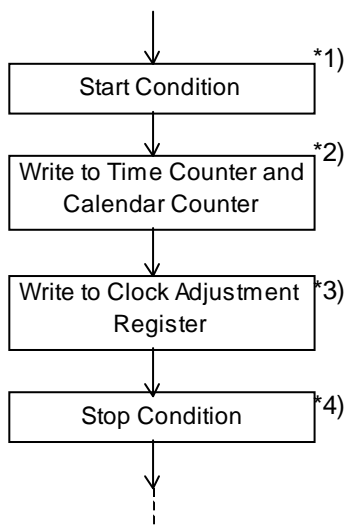 *1)
Start Condition
*2)
Write to Time Counter and
Calendar Counter
*3)
Write to Clock Adjustment
Register
*4)
Stop Condition